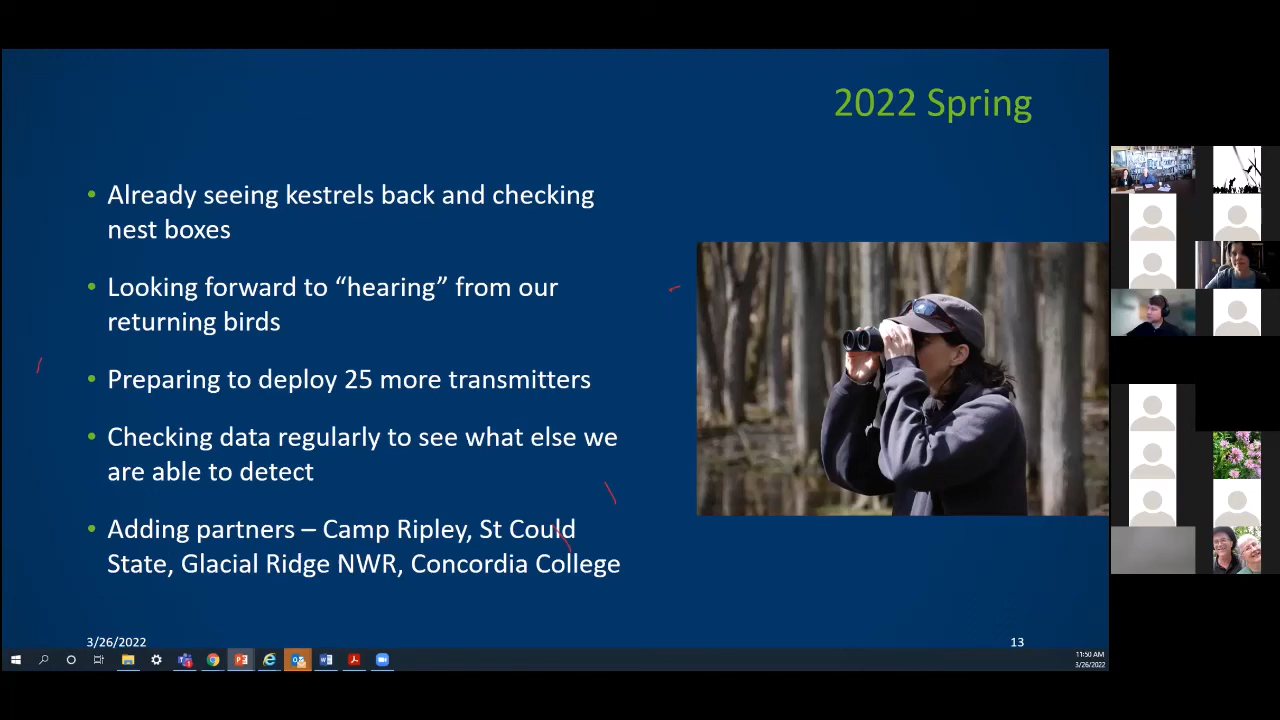 2022 Spring
• Already seeing kestrels back and checking
nest boxes
• Looking forward to “hearing” from our
returning birds
• Preparing to deploy 25 more transmitters
• Checking data regularly to see what else we
are able to detect
• Adding partners – Camp Ripley, St Could
State, Glacial Ridge NWR, Concordia College
3/26/2022
13
11:50 AM
3/26/2022